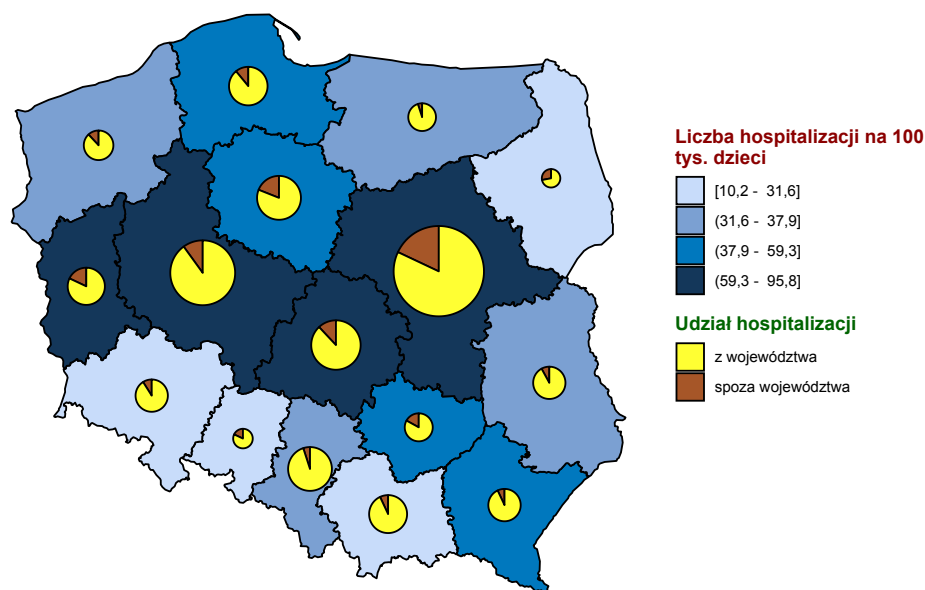 Liczba hospitalizacji na 100
tys. dzieci
[10,2 - 31,6]
(31,6 - 37,9]
(37,9 - 59,3]
(59,3 - 95,8]
Udział hospitalizacji
z województwa
spoza województwa